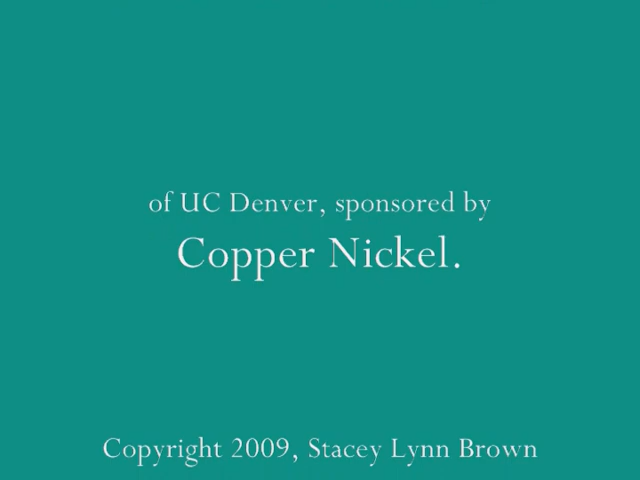 of UC Denver, sponsored by
Copper Nickel.
Copyright 2009, Stacey Lynn Brown